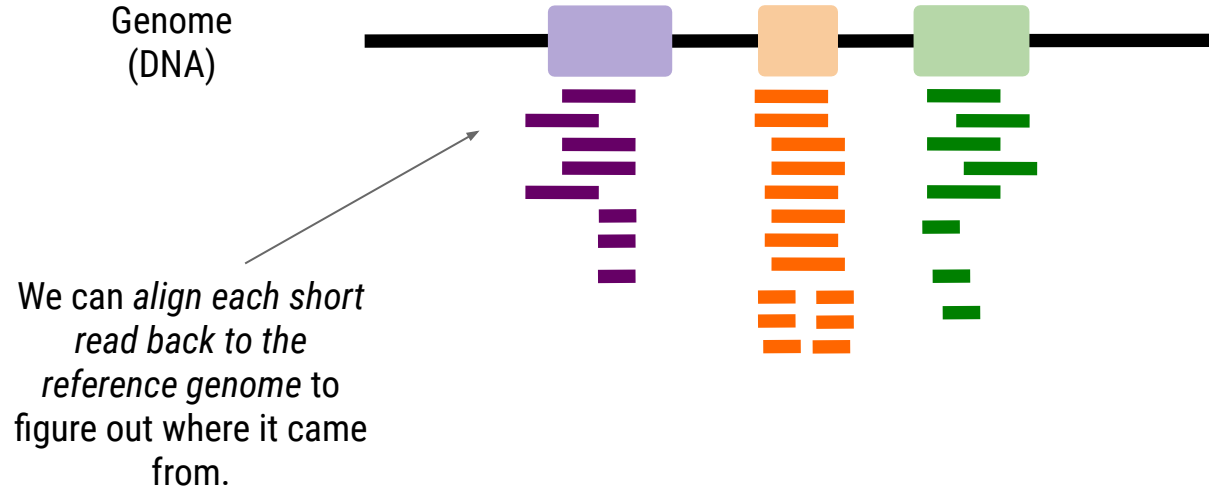 Genome
(DNA)
We can align each short
read back to the
reference genome to
figure out where it came
from.